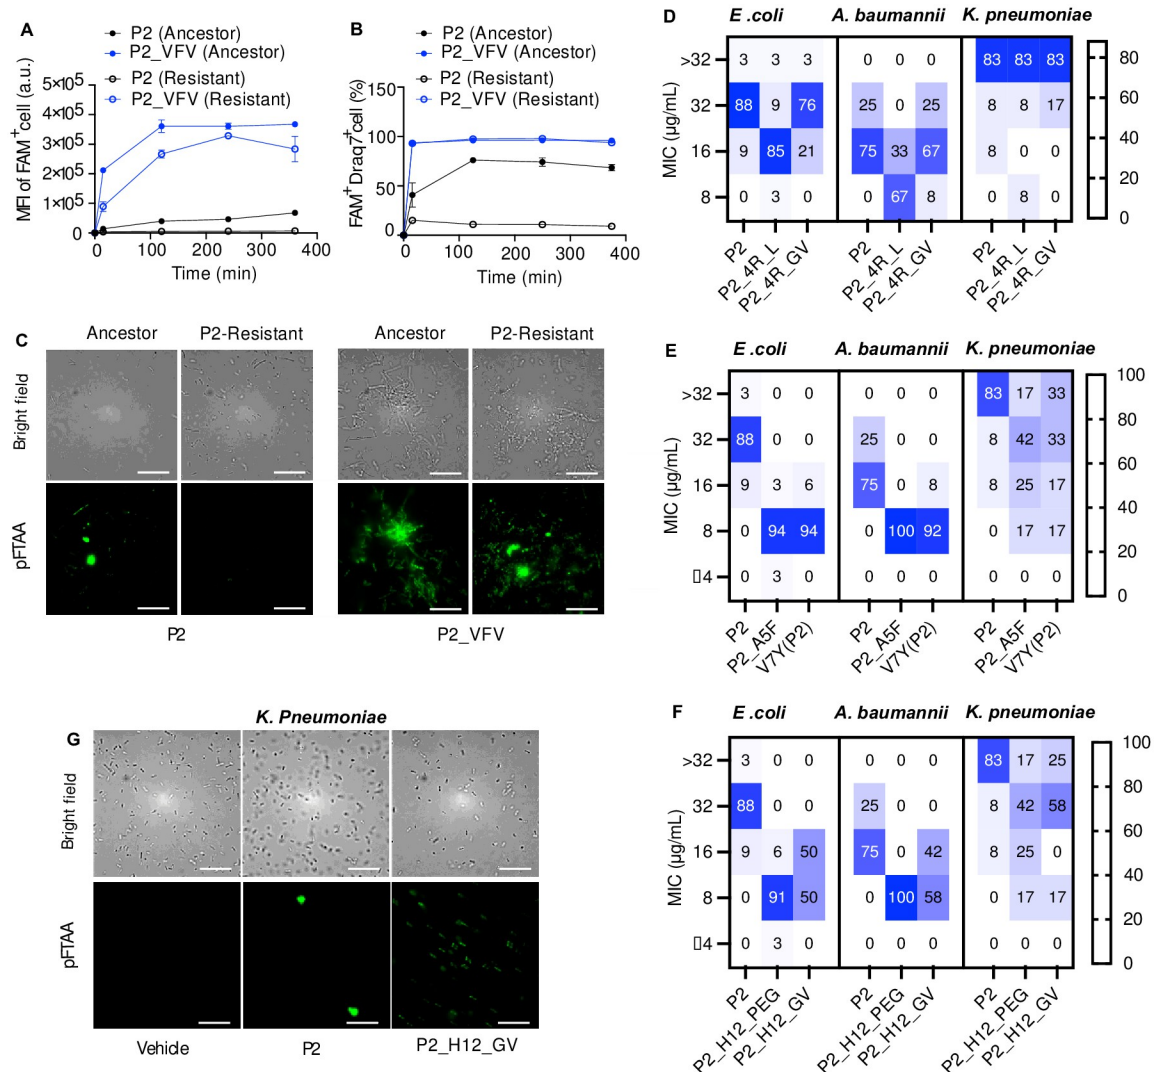 A
P2 (Ancestor)
P2_VFV (Ancestor)
P2 (Resistant)
P2_VFV (Resistant)
MFI of FAM⁺cell (a.u.)
5×10⁵
4×10⁵
3×10⁵
2×10⁵
1×10⁵
0
0 100 200 300 400
Time (min)
B
P2 (Ancestor)
P2_VFV (Ancestor)
P2 (Resistant)
P2_VFV (Resistant)
FAM⁺ Draq7⁺cell (%)
150
100
50
0
0 100 200 300 400
Time (min)
C
Ancestor P2-Resistant Ancestor P2-Resistant
Bright field
pFTAA
P2 P2_VFV
D
E.coli A. baumannii K. pneumoniae
MIC (µg/mL)
>32 3 3 3 0 0 0 83 83 83
32 88 9 76 25 0 25 8 8 17
16 9 85 21 75 33 67 8 0 0
8 0 3 0 0 67 8 0 8 0
P2 P2_4R_L P2_4R_GV P2 P2_4R_L P2_4R_GV P2 P2_4R_L P2_4R_GV
80
60
40
20
0
E
E.coli A. baumannii K. pneumoniae
MIC (µg/mL)
>32 3 0 0 0 0 0 83 17 33
32 88 0 0 25 0 0 8 42 33
16 9 3 6 75 0 8 8 25 17
8 0 94 94 0 100 92 0 17 17
▯4 0 3 0 0 0 0 0 0 0
P2 P2_A5F V7Y(P2) P2 P2_A5F V7Y(P2) P2 P2_A5F V7Y(P2)
100
80
60
40
20
0
F
E.coli A. baumannii K. pneumoniae
MIC (µg/mL)
>32 3 0 0 0 0 0 83 17 25
32 88 0 0 25 0 0 8 42 58
16 9 6 50 75 0 42 8 25 0
8 0 91 50 0 100 58 0 17 17
▯4 0 3 0 0 0 0 0 0 0
P2 P2_H12_PEG P2_H12_GV P2 P2_H12_PEG P2_H12_GV P2 P2_H12_PEG P2_H12_GV
100
80
60
40
20
0
G
K. Pneumoniae
Bright field
pFTAA
Vehide P2 P2_H12_GV